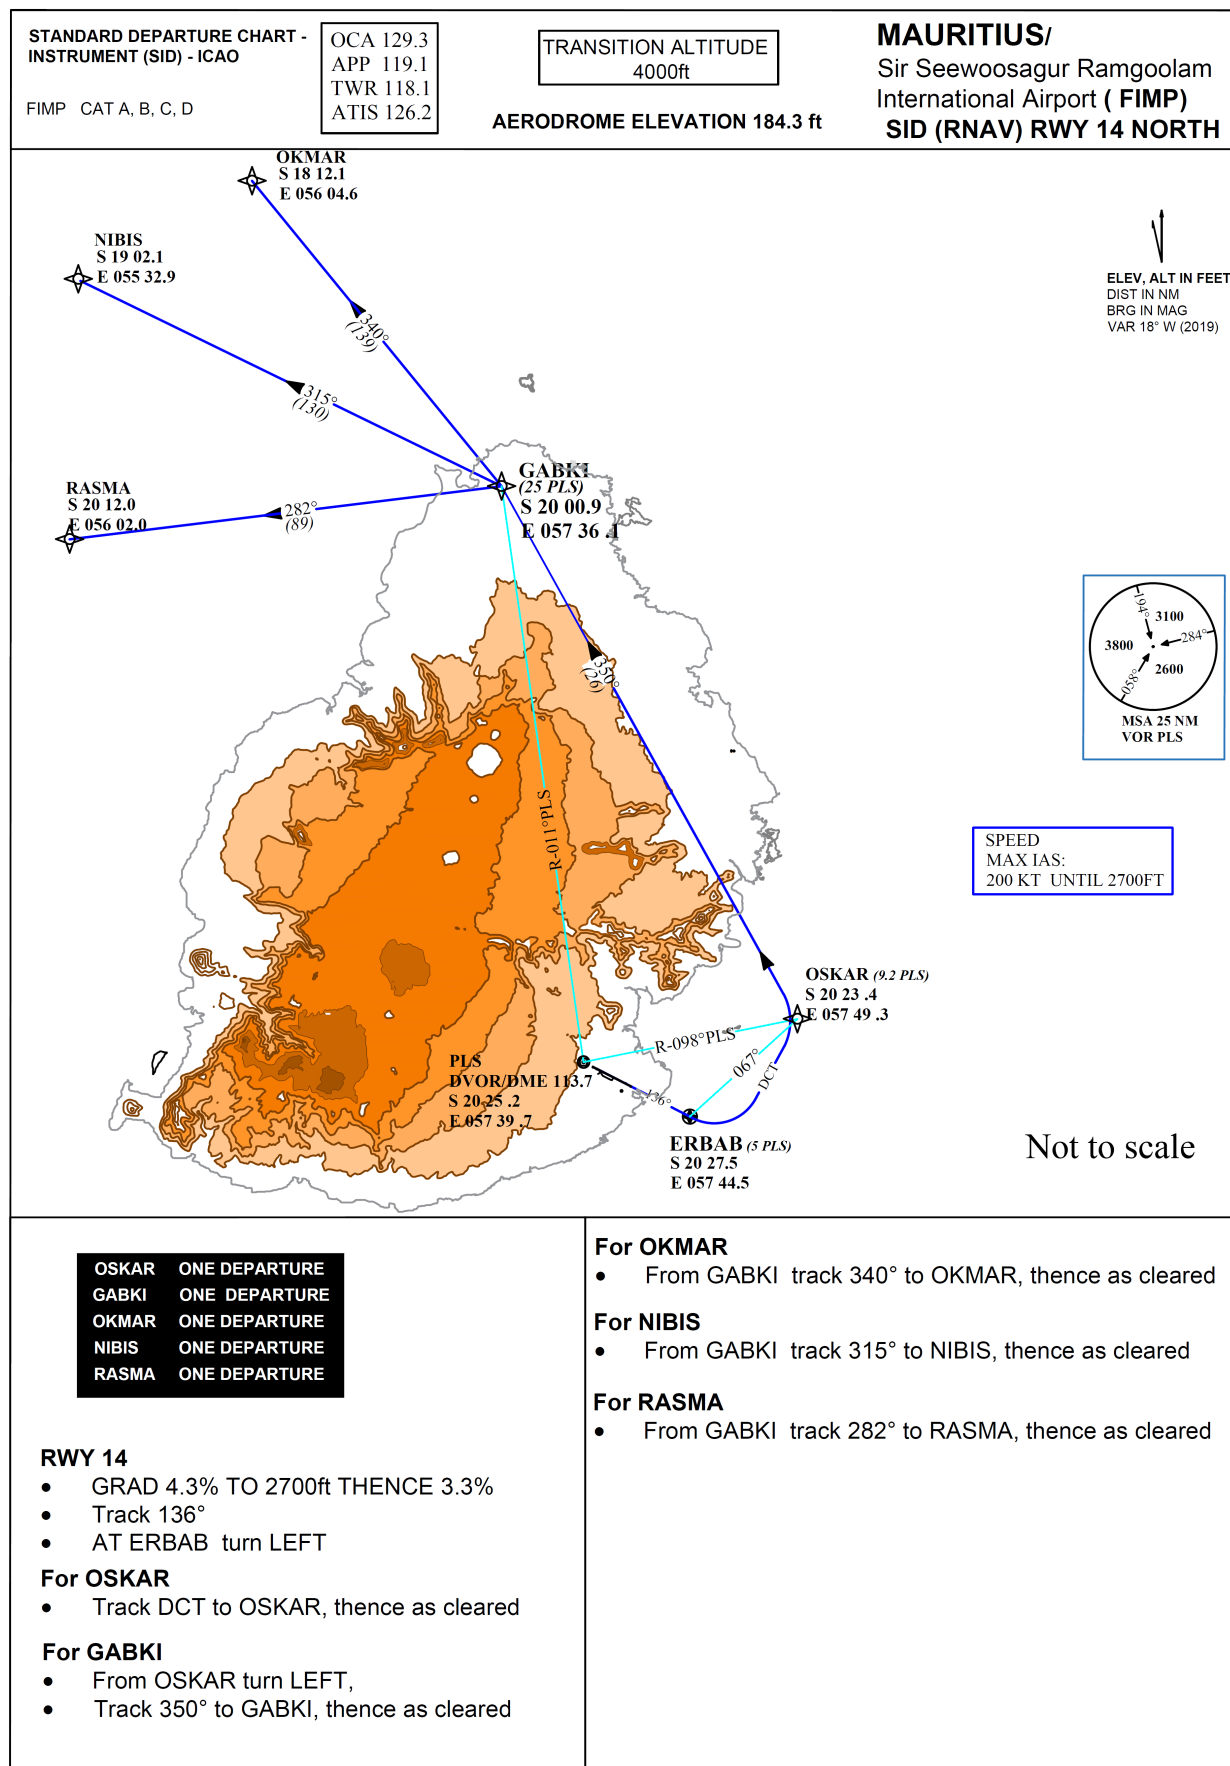 STANDARD DEPARTURE CHART -
INSTRUMENT (SID) - ICAO
FIMP CAT A, B, C, D
OCA 129.3
APP 119.1
TWR 118.1
ATIS 126.2
TRANSITION ALTITUDE
4000ft
AERODROME ELEVATION 184.3 ft
MAURITIUS/
Sir Seewoosagur Ramgoolam
International Airport ( FIMP)
SID (RNAV) RWY 14 NORTH
OKMAR
S 18 12.1
E 056 04.6
NIBIS
S 19 02.1
E 055 32.9
ELEV, ALT IN FEET
DIST IN NM
BRG IN MAG
VAR 18° W (2019)
340°
(139)
315°
(130)
GABKI
(25 PLS)
S 20 00.9
E 057 36 .1
RASMA
S 20 12.0
E 056 02.0
282°
(89)
194°
3100
284°
3800
2600
058°
MSA 25 NM
VOR PLS
350°
(26)
R-011°PLS
SPEED
MAX IAS:
200 KT UNTIL 2700FT
OSKAR (9.2 PLS)
S 20 23 .4
E 057 49 .3
R-098°PLS
067°
DCT
PLS
DVOR/DME 113.7
S 20 25 .2
E 057 39 .7
136°
ERBAB (5 PLS)
S 20 27.5
E 057 44.5
Not to scale
OSKAR ONE DEPARTURE
GABKI ONE DEPARTURE
OKMAR ONE DEPARTURE
NIBIS ONE DEPARTURE
RASMA ONE DEPARTURE
RWY 14
• GRAD 4.3% TO 2700ft THENCE 3.3%
• Track 136°
• AT ERBAB turn LEFT
For OSKAR
• Track DCT to OSKAR, thence as cleared
For GABKI
• From OSKAR turn LEFT,
• Track 350° to GABKI, thence as cleared
For OKMAR
• From GABKI track 340° to OKMAR, thence as cleared
For NIBIS
• From GABKI track 315° to NIBIS, thence as cleared
For RASMA
• From GABKI track 282° to RASMA, thence as cleared